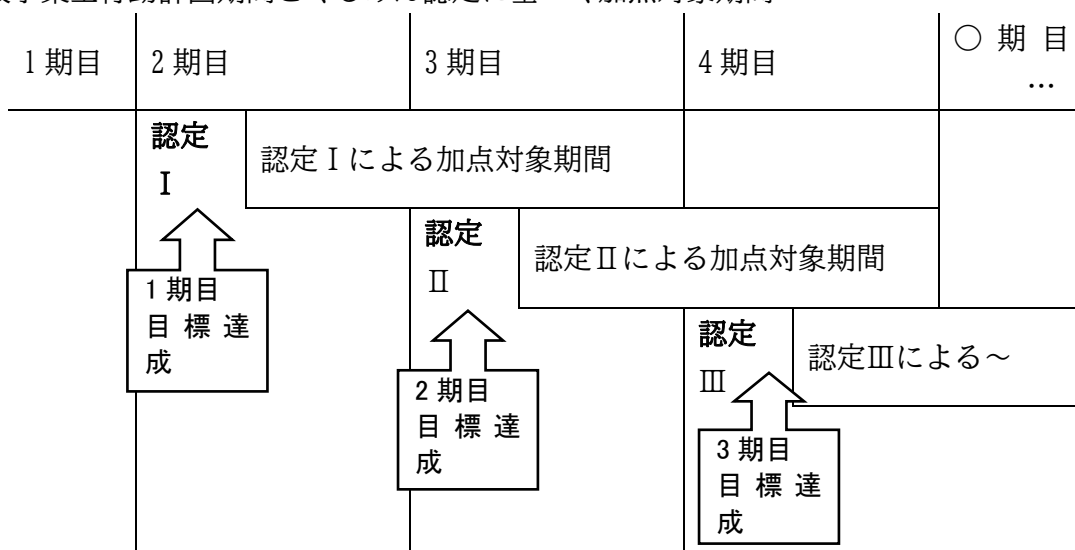 1期目
2期目
3期目
4期目
○期目
…
認定
Ⅰ
認定Ⅰによる加点対象期間
1期目
目標達
成
認定
Ⅱ
認定Ⅱによる加点対象期間
2期目
目標達
成
認定
Ⅲ
認定Ⅲによる～
3期目
目標達
成